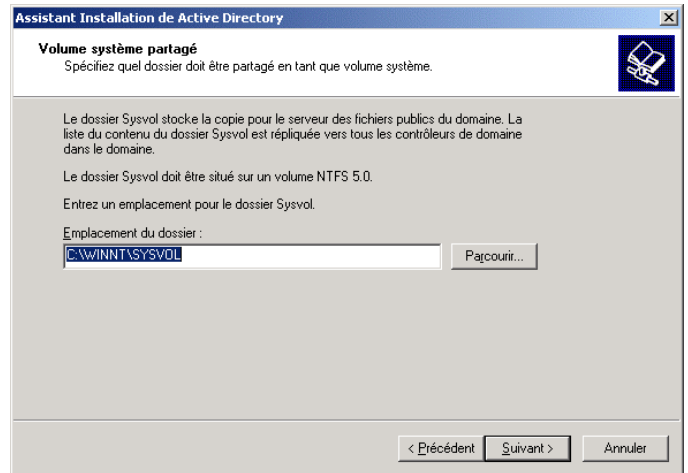 Assistant Installation de Active Directory
Volume système partagé
Spécifiez quel dossier doit être partagé en tant que volume système.
Le dossier Sysvol stocke la copie pour le serveur des fichiers publics du domaine. La
liste du contenu du dossier Sysvol est répliquée vers tous les contrôleurs de domaine
dans le domaine.
Le dossier Sysvol doit être situé sur un volume NTFS 5.0.
Entrez un emplacement pour le dossier Sysvol.
Emplacement du dossier :
C:\WINNT\SYSVOL
Parcourir...
< Précédent
Suivant >
Annuler